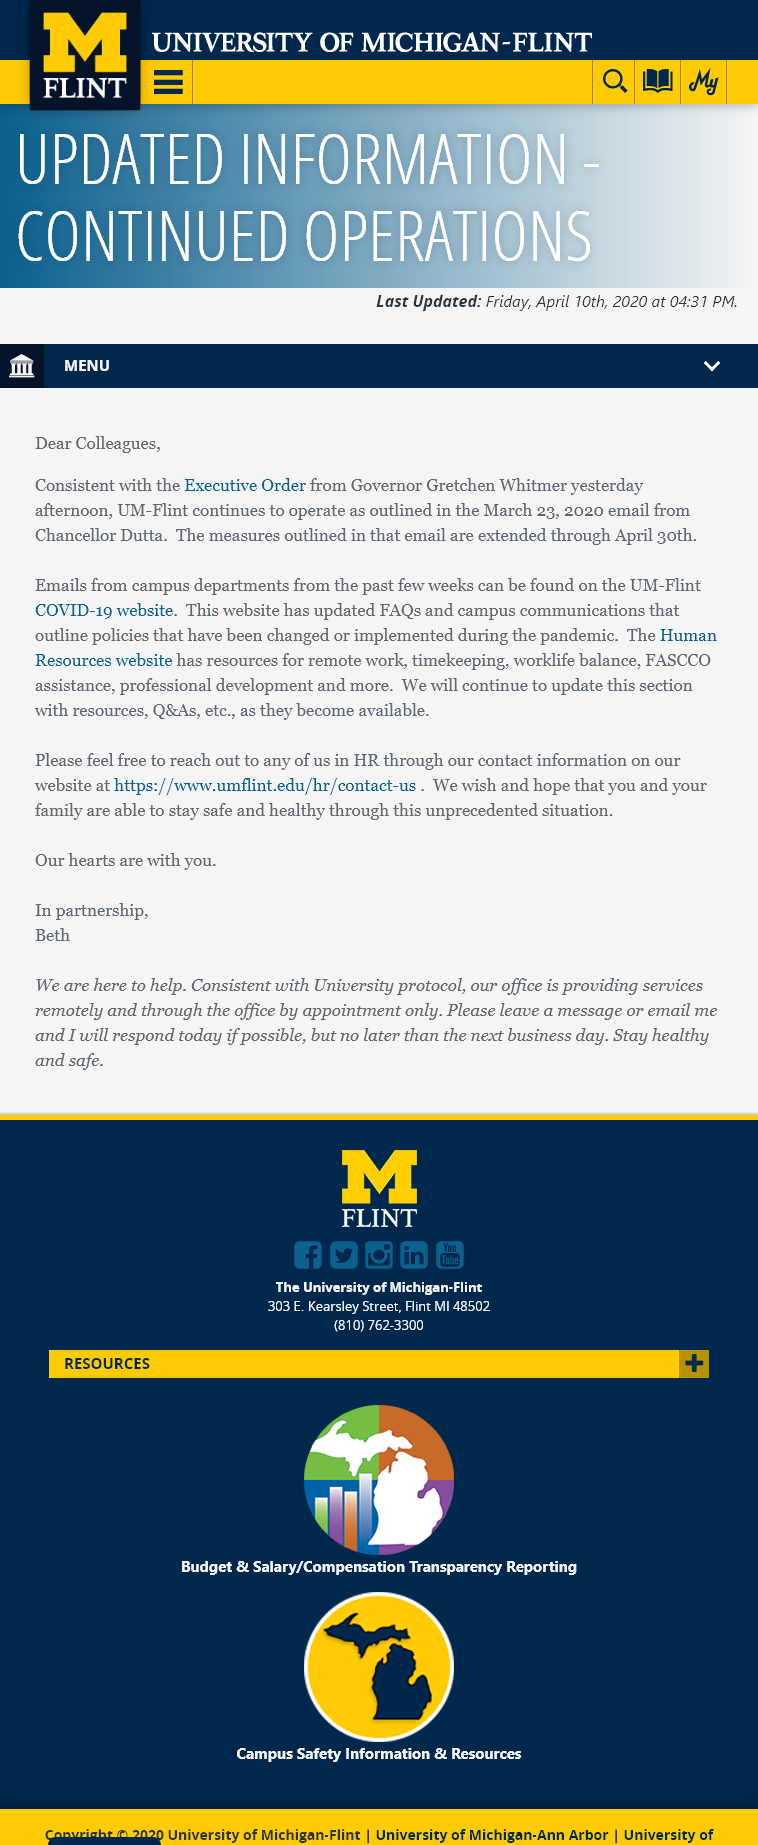 M
FLINT
UNIVERSITY OF MICHIGAN-FLINT
My
UPDATED INFORMATION -
CONTINUED OPERATIONS
Last Updated: Friday, April 10th, 2020 at 04:31 PM.
MENU
Dear Colleagues,
Consistent with the Executive Order from Governor Gretchen Whitmer yesterday
afternoon, UM-Flint continues to operate as outlined in the March 23, 2020 email from
Chancellor Dutta.  The measures outlined in that email are extended through April 30th.
Emails from campus departments from the past few weeks can be found on the UM-Flint
COVID-19 website.  This website has updated FAQs and campus communications that
outline policies that have been changed or implemented during the pandemic.  The Human
Resources website has resources for remote work, timekeeping, worklife balance, FASCCO
assistance, professional development and more.  We will continue to update this section
with resources, Q&As, etc., as they become available.
Please feel free to reach out to any of us in HR through our contact information on our
website at https://www.umflint.edu/hr/contact-us .  We wish and hope that you and your
family are able to stay safe and healthy through this unprecedented situation.
Our hearts are with you.
In partnership,
Beth
We are here to help. Consistent with University protocol, our office is providing services
remotely and through the office by appointment only. Please leave a message or email me
and I will respond today if possible, but no later than the next business day. Stay healthy
and safe.
M
FLINT
You
Tube
The University of Michigan-Flint
303 E. Kearsley Street, Flint MI 48502
(810) 762-3300
RESOURCES
Budget & Salary/Compensation Transparency Reporting
Campus Safety Information & Resources
Copyright © 2020 University of Michigan-Flint | University of Michigan-Ann Arbor | University of